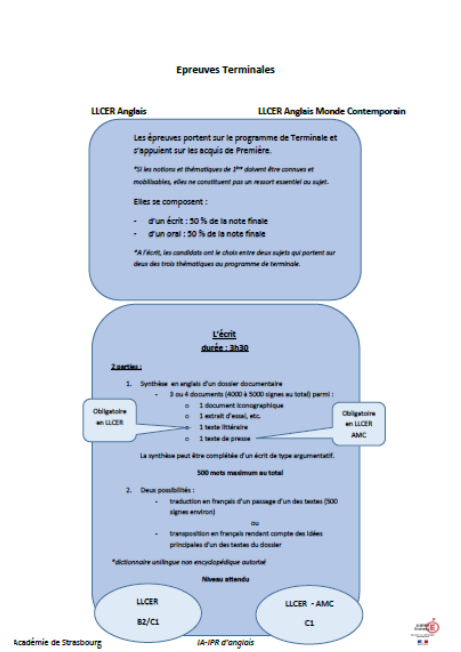 Epreuves Terminales
LLCER Anglais
LLCER Anglais Monde Contemporain
Les épreuves portent sur le programme de Terminale et
s'appuient sur les acquis de Première.
*Si les notions et thématiques de 1ère doivent être connues et
mobilisables, elles ne constituent pas un ressort essentiel au sujet.
Elles se composent :
- d'un écrit : 50 % de la note finale
- d'un oral : 50 % de la note finale
*A l'écrit, les candidats ont le choix entre deux sujets qui portent sur
deux des trois thématiques au programme de terminale.
L'écrit
durée : 3h30
2 parties :
1. Synthèse en anglais d'un dossier documentaire
- 3 ou 4 documents (4000 à 5000 signes au total) parmi :
o 1 document iconographique
o 1 extrait d'essai, etc.
o 1 texte littéraire
o 1 texte de presse
Obligatoire
en LLCER
Obligatoire
en LLCER
AMC
La synthèse peut être complétée d'un écrit de type argumentatif.
500 mots maximum au total
2. Deux possibilités :
- traduction en français d'un passage d'un des textes (500
signes environ)
ou
- transposition en français rendant compte des idées
principales d'un des textes du dossier
*dictionnaire unilingue non encyclopédique autorisé
Niveau attendu
LLCER
B2/C1
LLCER - AMC
C1
Académie de Strasbourg
IA-IPR d'anglais